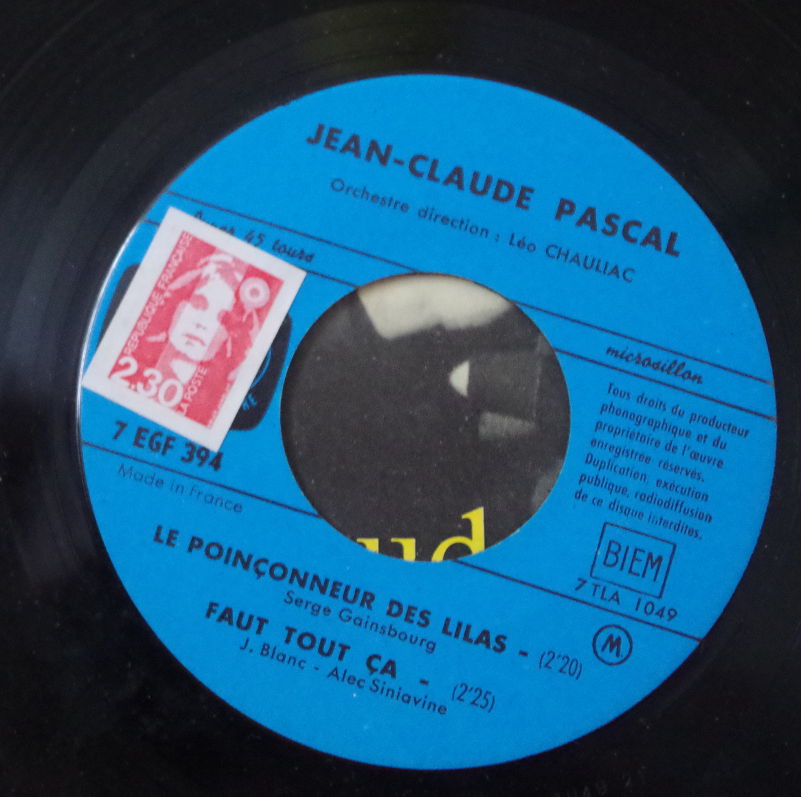 JEAN-CLAUDE PASCAL
Orchestre direction : Léo CHAULIAC
45 tours
microsillon
RÉPUBLIQUE FRANÇAISE
2,30
LA POSTE
7 EGF 394
Made in France
Tous droits du producteur
phonographique et du
propriétaire de l'œuvre
enregistrée réservés.
Duplication, exécution
publique, radiodiffusion
de ce disque interdites.
BIEM
7 TLA 1049
M
LE POINÇONNEUR DES LILAS - (2'20)
Serge Gainsbourg
FAUT TOUT ÇA - (2'25)
J. Blanc - Alec Siniavine
ud